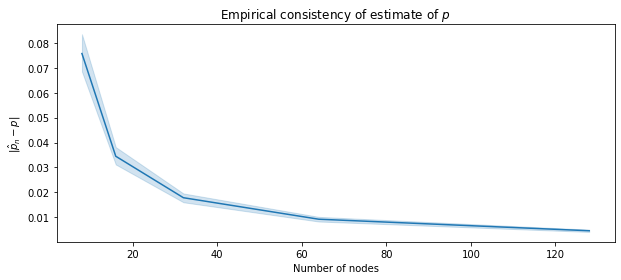 Empirical consistency of estimate of p
|p̂ₙ − p|
0.08
0.07
0.06
0.05
0.04
0.03
0.02
0.01
20 40 60 80 100 120
Number of nodes